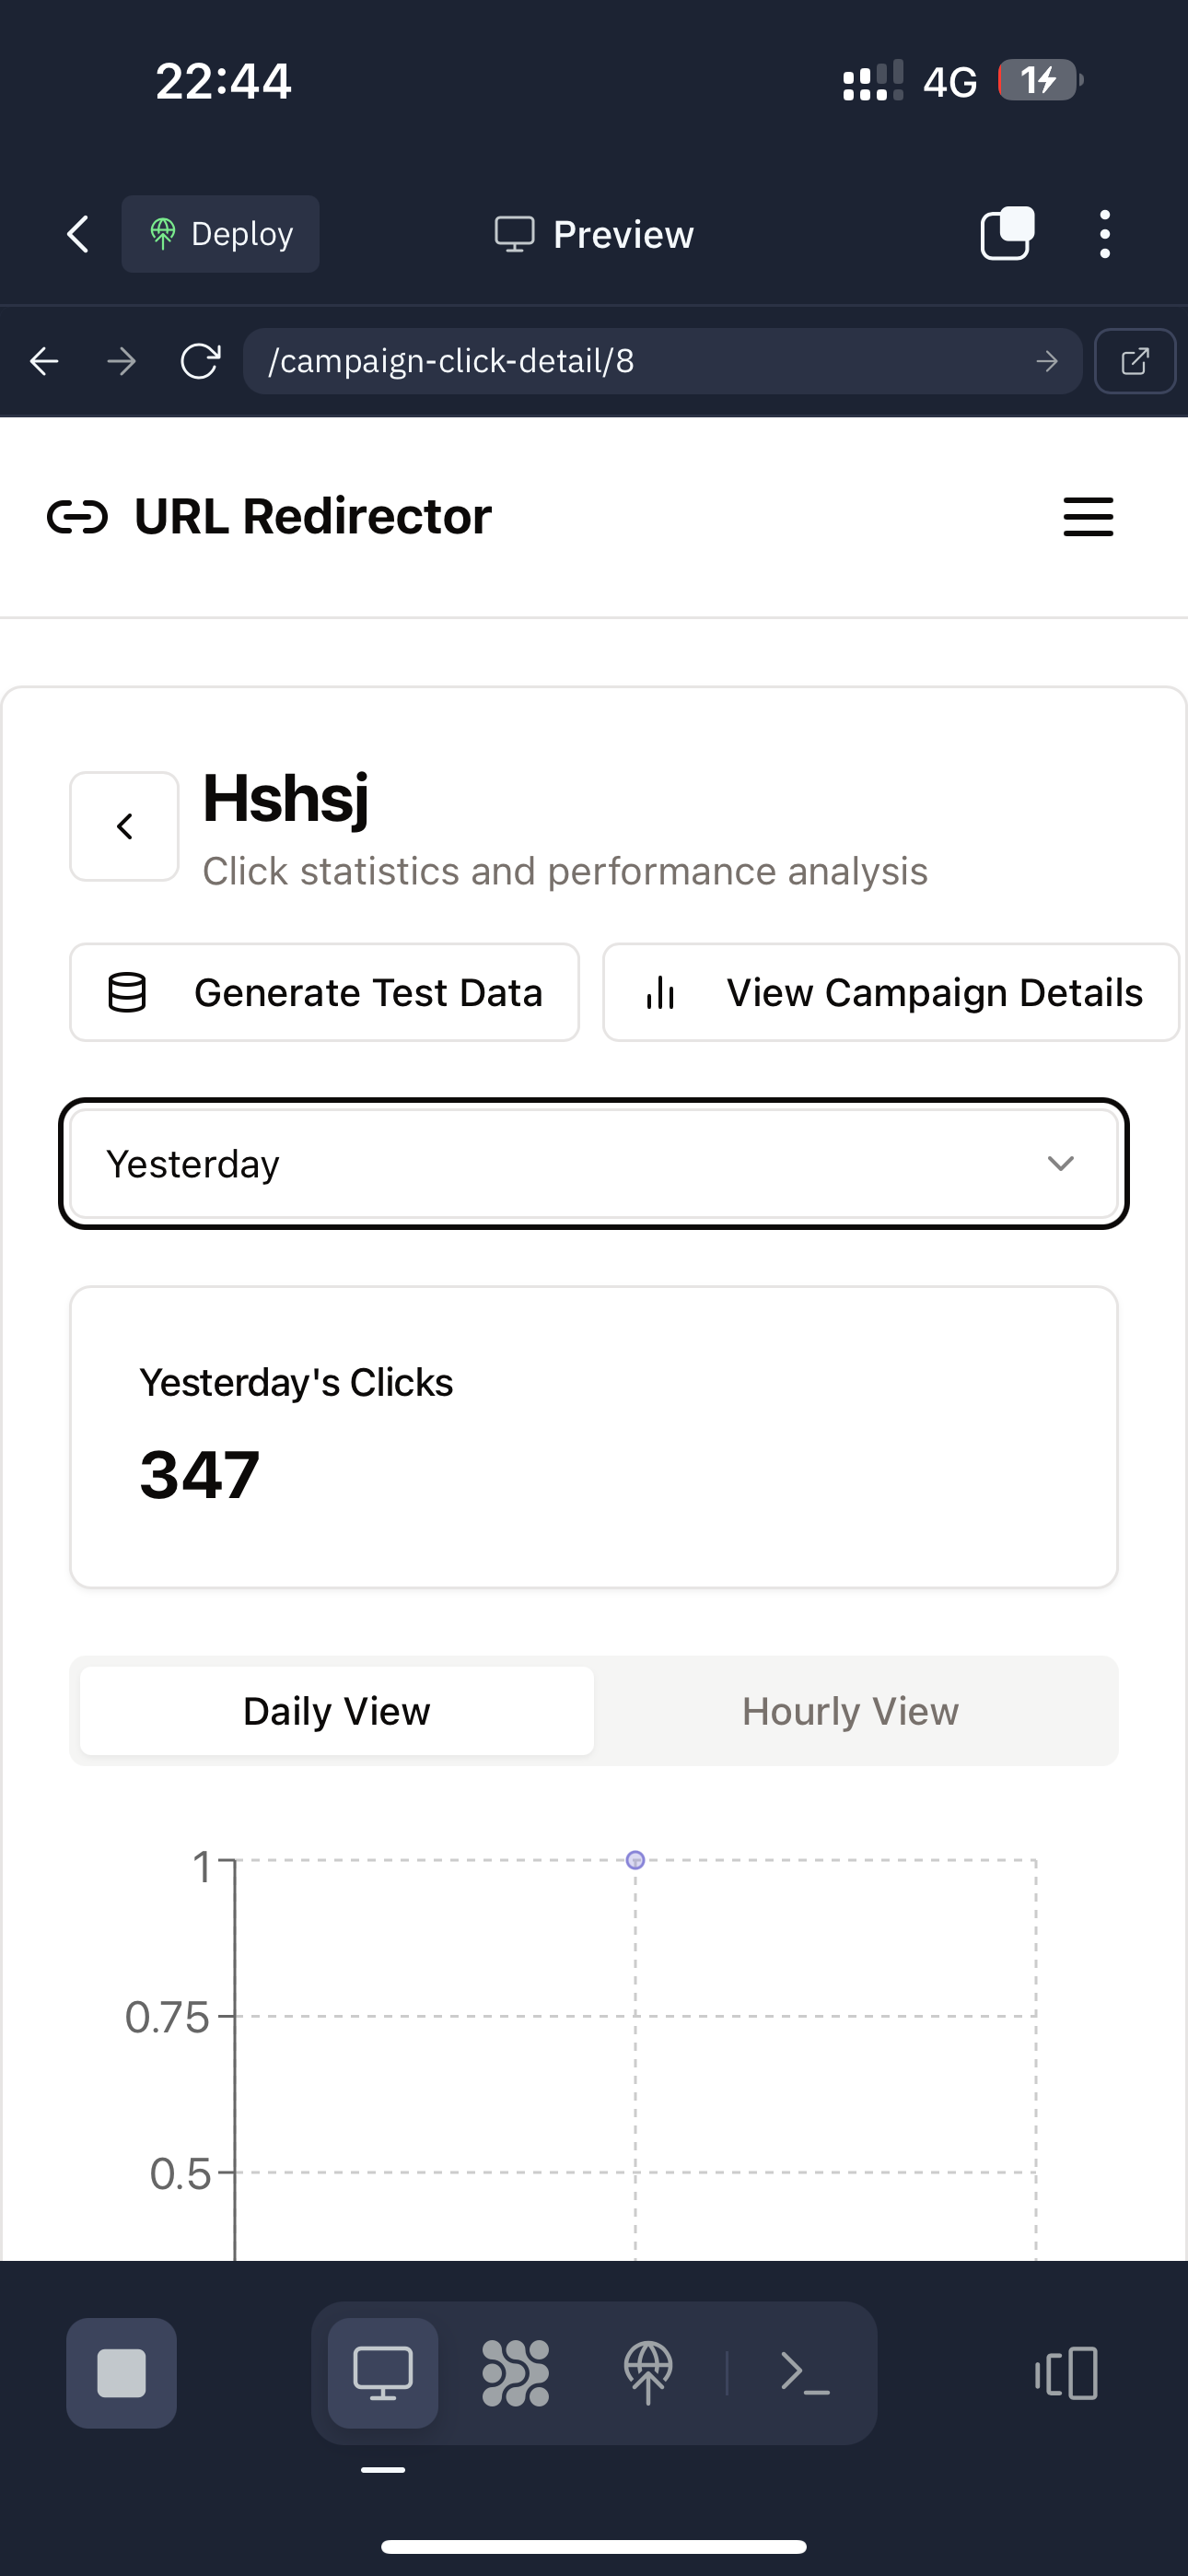 22:44
4G
1
Deploy
Preview
/campaign-click-detail/8
URL Redirector
Hshsj
Click statistics and performance analysis
Generate Test Data
View Campaign Details
Yesterday
Yesterday's Clicks
347
Daily View
Hourly View
1
0.75
0.5